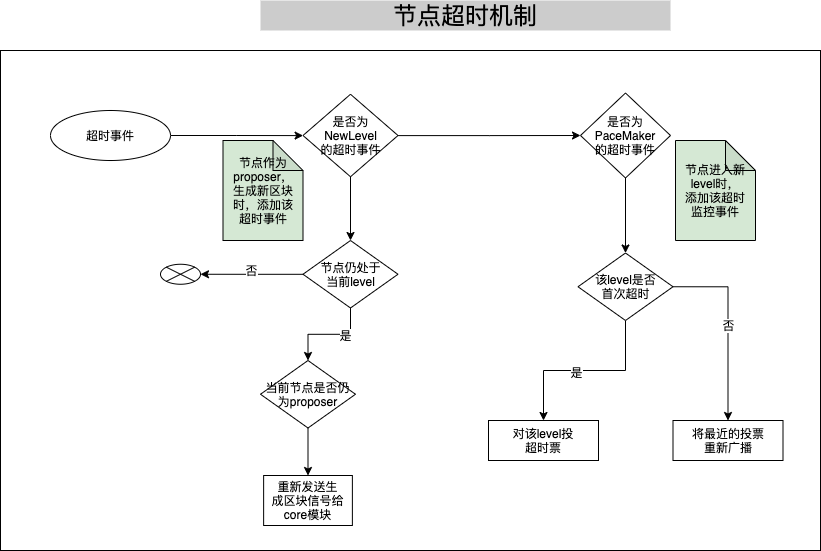 节点超时机制
超时事件
是否为
NewLevel
的超时事件
是否为
PaceMaker
的超时事件
节点作为
proposer，
生成新区块
时，添加该
超时事件
节点进入新
level时，
添加该超时
监控事件
否
节点仍处于
当前level
该level是否
首次超时
是
否
是
当前节点是否仍
为proposer
对该level投
超时票
将最近的投票
重新广播
重新发送生
成区块信号给
core模块